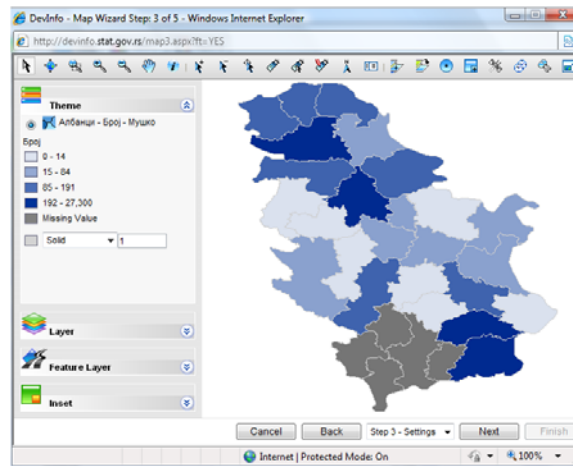 DevInfo - Map Wizard Step: 3 of 5 - Windows Internet Explorer
http://devinfo.stat.gov.rs/map3.aspx?ft=YES
Theme
Албанци - Број - Мушко
Број
0 - 14
15 - 84
85 - 191
192 - 27,300
Missing Value
Solid
1
Layer
Feature Layer
Inset
Cancel
Back
Step 3 - Settings
Next
Finish
Internet | Protected Mode: On
100%